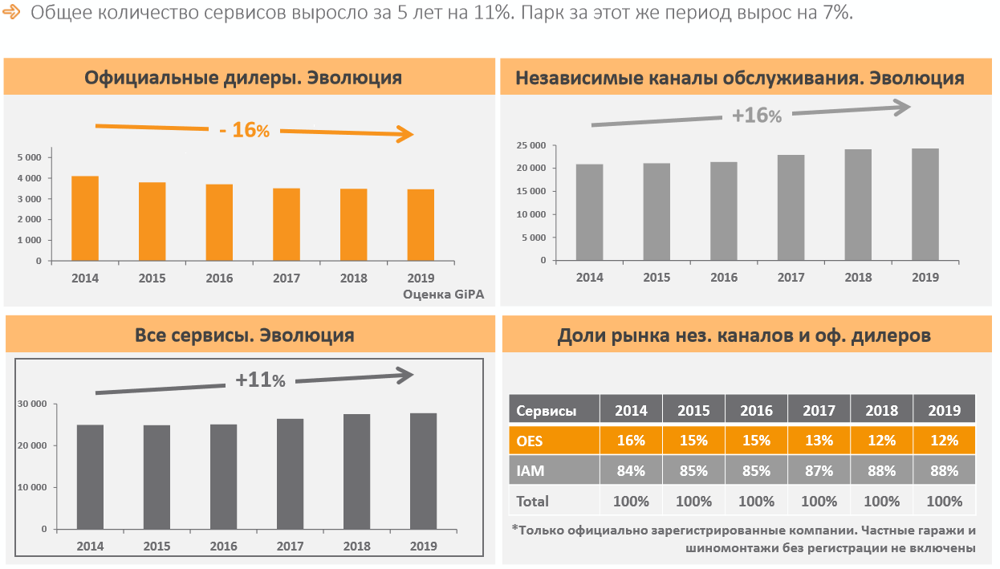 Общее количество сервисов выросло за 5 лет на 11%. Парк за этот же период вырос на 7%.
Официальные дилеры. Эволюция
- 16%
5 000
4 000
3 000
2 000
1 000
0
2014 2015 2016 2017 2018 2019
Оценка GiPA
Независимые каналы обслуживания. Эволюция
+16%
25 000
20 000
15 000
10 000
5 000
0
2014 2015 2016 2017 2018 2019
Все сервисы. Эволюция
+11%
30 000
20 000
10 000
0
2014 2015 2016 2017 2018 2019
Доли рынка нез. каналов и оф. дилеров
Сервисы 2014 2015 2016 2017 2018 2019
OES 16% 15% 15% 13% 12% 12%
IAM 84% 85% 85% 87% 88% 88%
Total 100% 100% 100% 100% 100% 100%
*Только официально зарегистрированные компании. Частные гаражи и
шиномонтажи без регистрации не включены